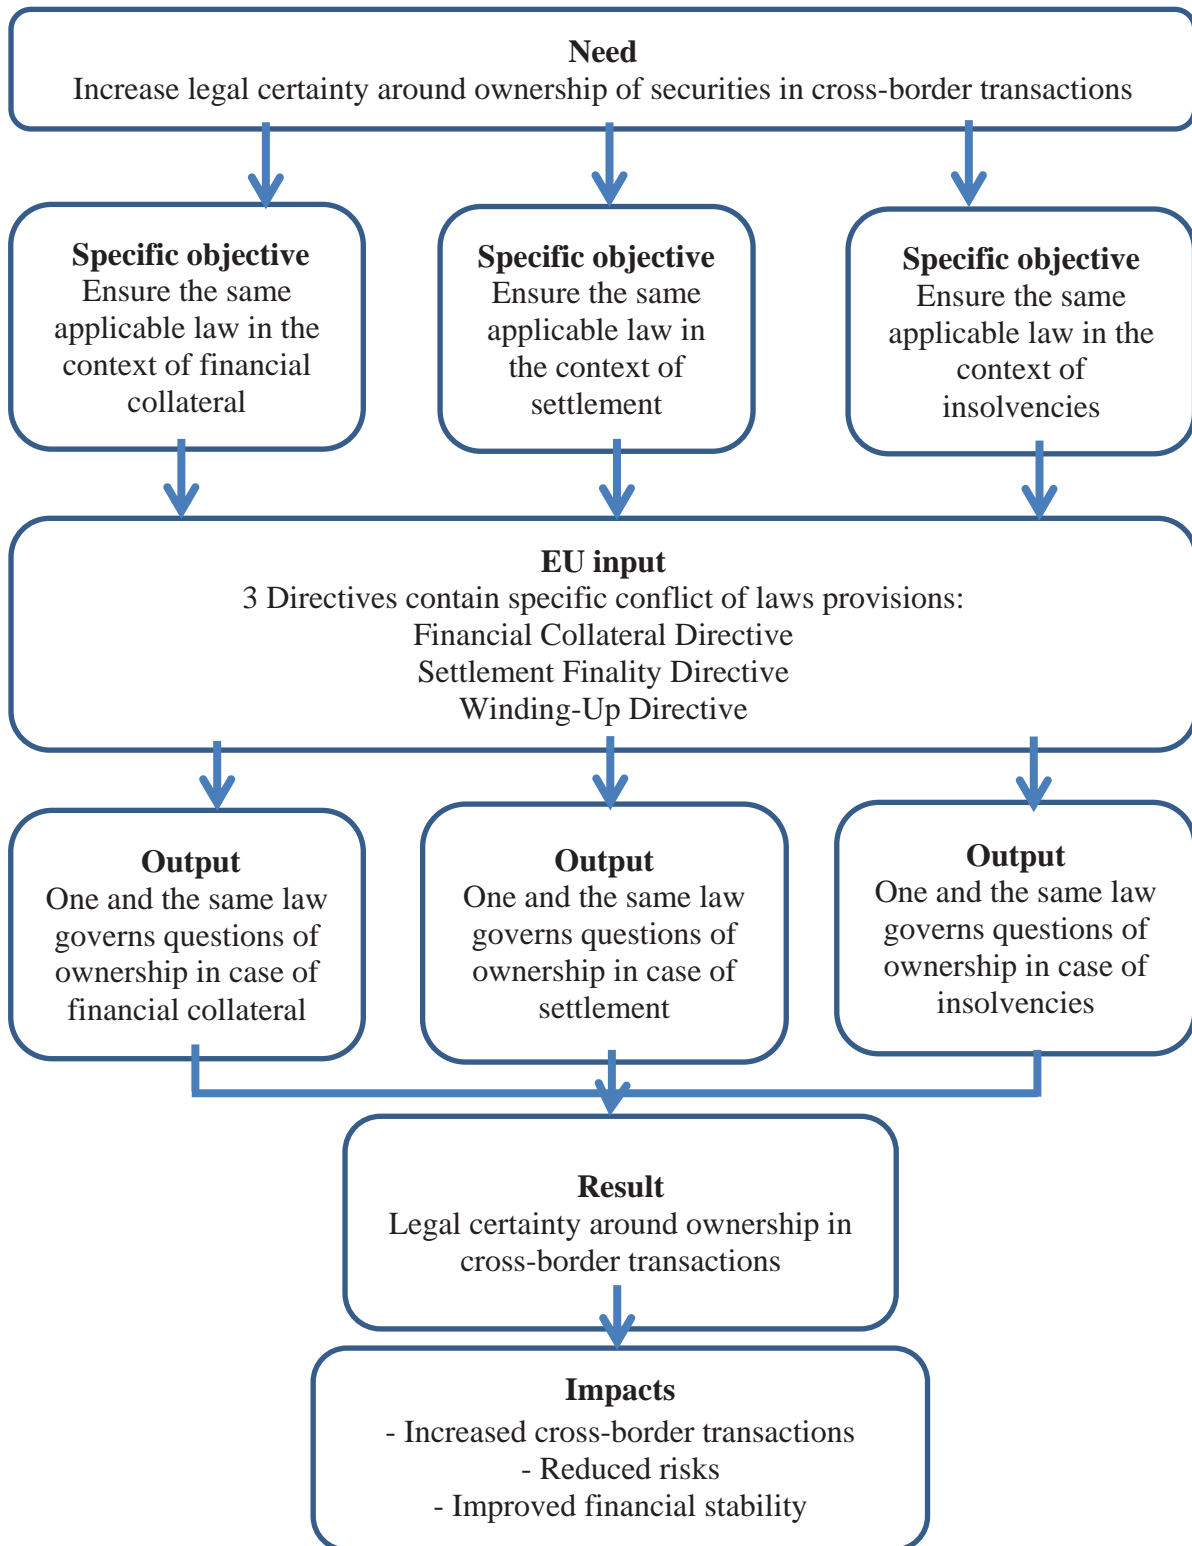 Need
Increase legal certainty around ownership of securities in cross-border transactions
Specific objective
Ensure the same
applicable law in the
context of financial
collateral
Specific objective
Ensure the same
applicable law in
the context of
settlement
Specific objective
Ensure the same
applicable law in the
context of
insolvencies
EU input
3 Directives contain specific conflict of laws provisions:
Financial Collateral Directive
Settlement Finality Directive
Winding-Up Directive
Output
One and the same law
governs questions of
ownership in case of
financial collateral
Output
One and the same law
governs questions of
ownership in case of
settlement
Output
One and the same law
governs questions of
ownership in case of
insolvencies
Result
Legal certainty around ownership in
cross-border transactions
Impacts
- Increased cross-border transactions
- Reduced risks
- Improved financial stability